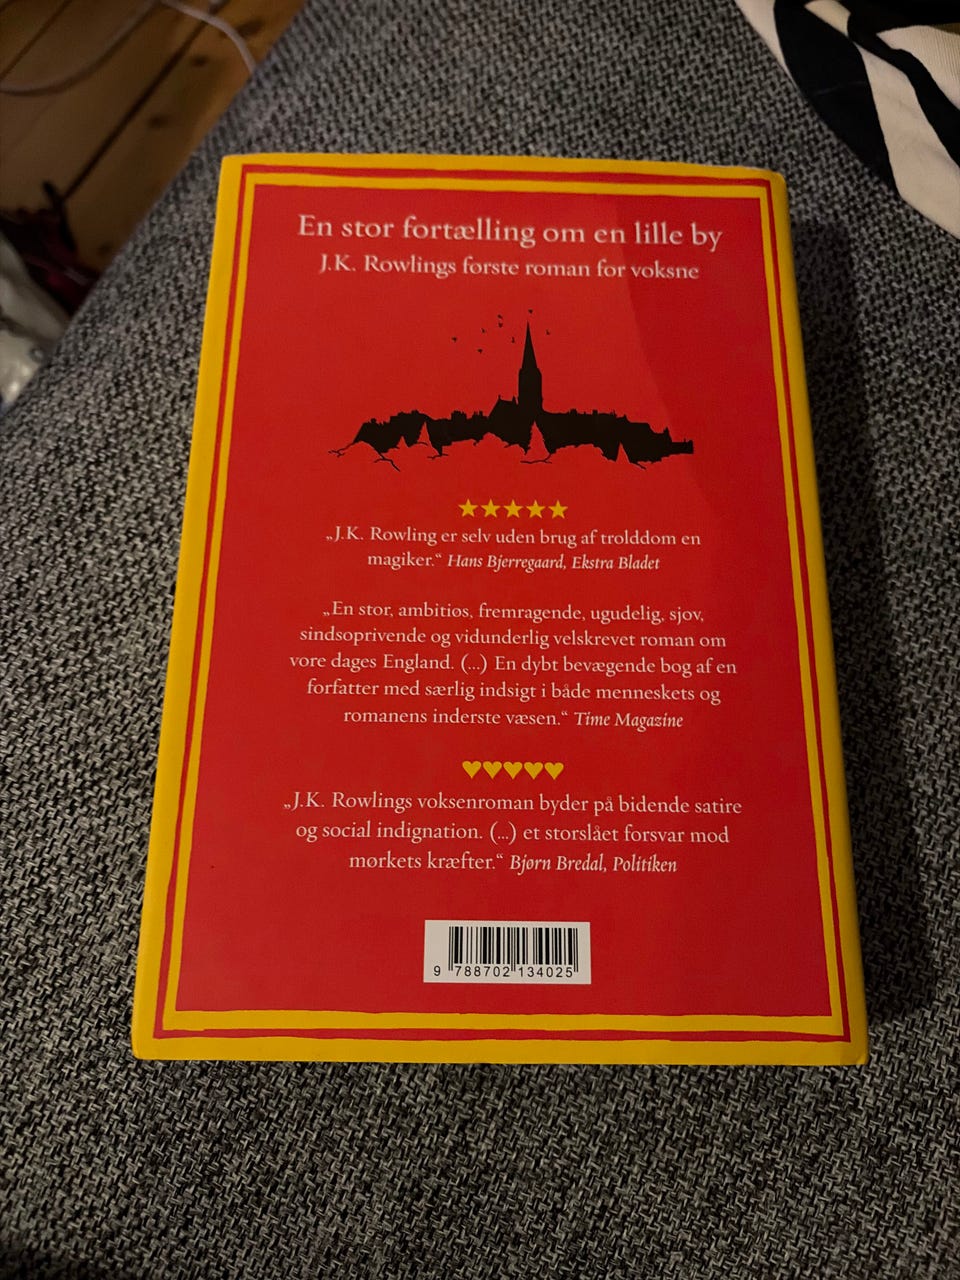 En stor fortælling om en lille by
J.K. Rowlings første roman for voksne
★★★★★
„J.K. Rowling er selv uden brug af trolddom en
magiker.“ Hans Bjerregaard, Ekstra Bladet
„En stor, ambitiøs, fremragende, ugudelig, sjov,
sindsoprivende og vidunderlig velskrevet roman om
vore dages England. (...) En dybt bevægende bog af en
forfatter med særlig indsigt i både menneskets og
romanens inderste væsen.“ Time Magazine
♥♥♥♥♥
„J.K. Rowlings voksenroman byder på bidende satire
og social indignation. (...) et storslået forsvar mod
mørkets kræfter.“ Bjørn Bredal, Politiken
9 788702 134025